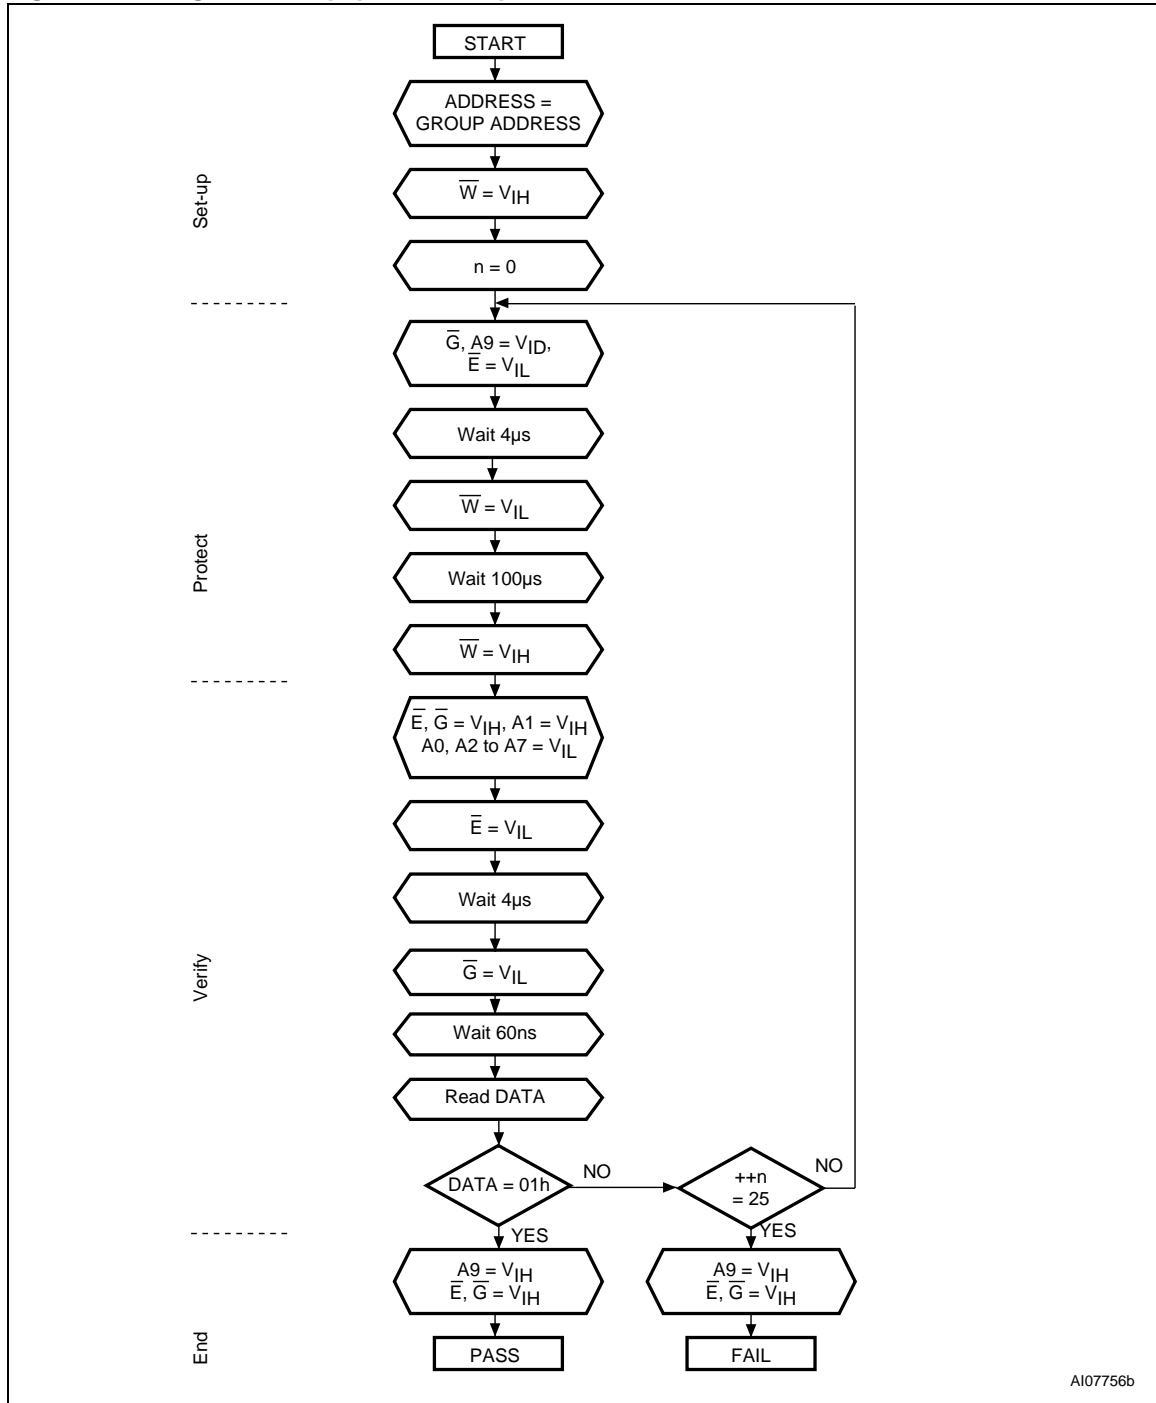 START
ADDRESS =
GROUP ADDRESS
Set-up
W̅ = VIH
n = 0
G̅, A9 = VID,
E̅ = VIL
Wait 4µs
W̅ = VIL
Protect
Wait 100µs
W̅ = VIH
E̅, G̅ = VIH, A1 = VIH
A0, A2 to A7 = VIL
E̅ = VIL
Wait 4µs
Verify
G̅ = VIL
Wait 60ns
Read DATA
DATA = 01h
NO
++n
= 25
NO
YES
YES
A9 = VIH
E̅, G̅ = VIH
A9 = VIH
E̅, G̅ = VIH
End
PASS
FAIL
AI07756b